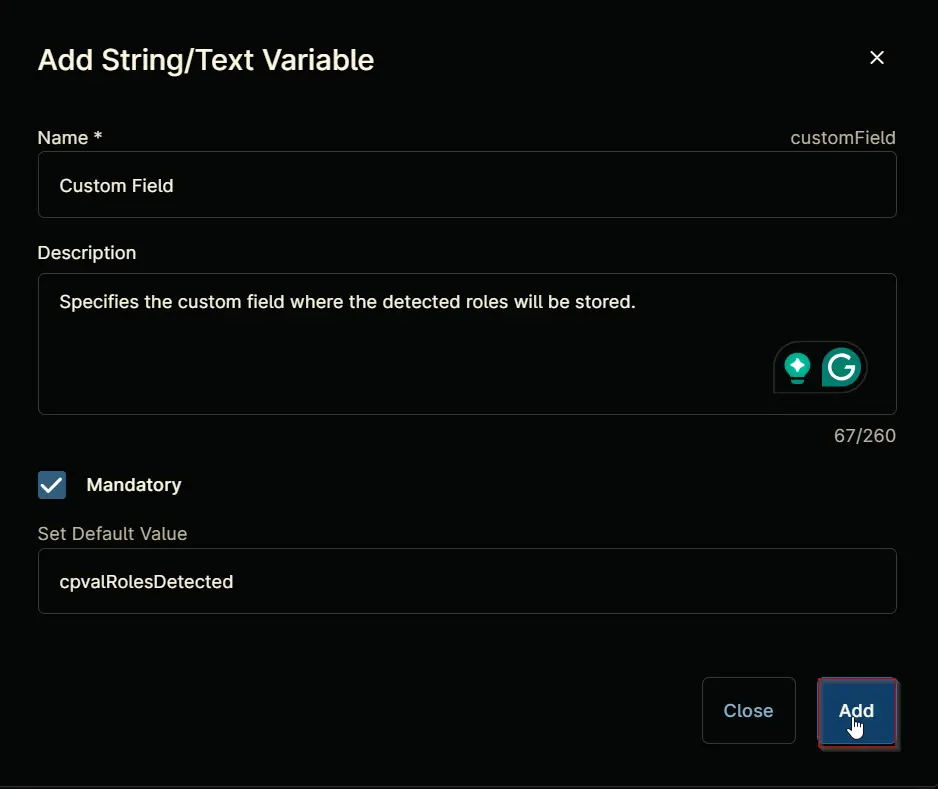 Add String/Text Variable
Name *
customField
Custom Field
Description
Specifies the custom field where the detected roles will be stored.
67/260
Mandatory
Set Default Value
cpvalRolesDetected
Close
Add